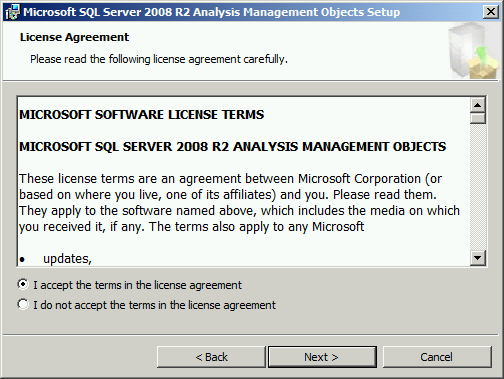 Microsoft SQL Server 2008 R2 Analysis Management Objects Setup
License Agreement
Please read the following license agreement carefully.
MICROSOFT SOFTWARE LICENSE TERMS
MICROSOFT SQL SERVER 2008 R2 ANALYSIS MANAGEMENT OBJECTS
These license terms are an agreement between Microsoft Corporation (or
based on where you live, one of its affiliates) and you. Please read them.
They apply to the software named above, which includes the media on which
you received it, if any. The terms also apply to any Microsoft
• updates,
I accept the terms in the license agreement
I do not accept the terms in the license agreement
< Back Next > Cancel